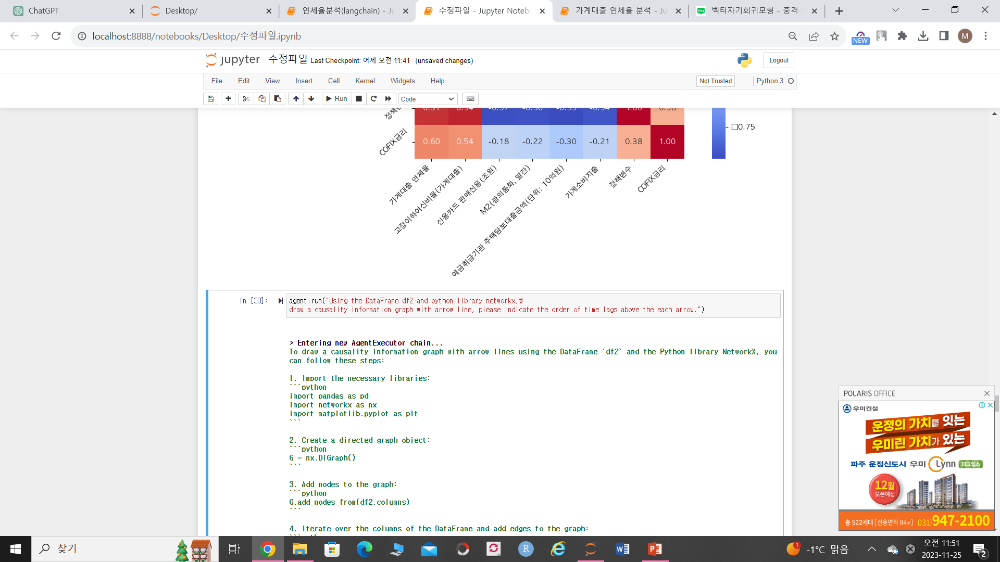 ChatGPT
Desktop/
연체율분석(langchain) - Ju
수정파일 - Jupyter Notebo
가계대출 연체율 분석 - Ju
벡터자기회귀모형 - 충격-
localhost:8888/notebooks/Desktop/수정파일.ipynb
NEW
M
jupyter 수정파일 Last Checkpoint: 어제 오전 11:41 (unsaved changes)
Logout
File Edit View Insert Cell Kernel Widgets Help
Not Trusted
Python 3
Run
Code
0.91 0.94 -0.97 -0.96 -0.99 -0.94 1.00 0.38
□0.75
COFIX금리
0.60 0.54 -0.18 -0.22 -0.30 -0.21 0.38 1.00
가계대출 연체율
고정이하여신비율(가계대출)
신용카드 판매신용(조원)
M2(광의통화, 말잔)
예금취급기관 주택담보대출금액(단위: 10억원)
가계소비지출
정책변수
COFIX금리
In [33]:
agent.run("Using the DataFrame df2 and python library networkx,₩
draw a causality information graph with arrow line, please indicate the order of time lags above the each arrow.")
> Entering new AgentExecutor chain...
To draw a causality information graph with arrow lines using the DataFrame `df2` and the Python library NetworkX, you
can follow these steps:
1. Import the necessary libraries:
```python
import pandas as pd
import networkx as nx
import matplotlib.pyplot as plt
```
2. Create a directed graph object:
```python
G = nx.DiGraph()
```
3. Add nodes to the graph:
```python
G.add_nodes_from(df2.columns)
```
4. Iterate over the columns of the DataFrame and add edges to the graph:
POLARIS OFFICE
우미건설
운정의 가치를 잇는
우미린 가치가 있는
파주 운정신도시 우미 Lynn 파크힐스
12월
오픈예정
총 522세대 [전용면적 84㎡] 031)947-2100
찾기
1
-1°C 맑음
오전 11:51
2023-11-25
2